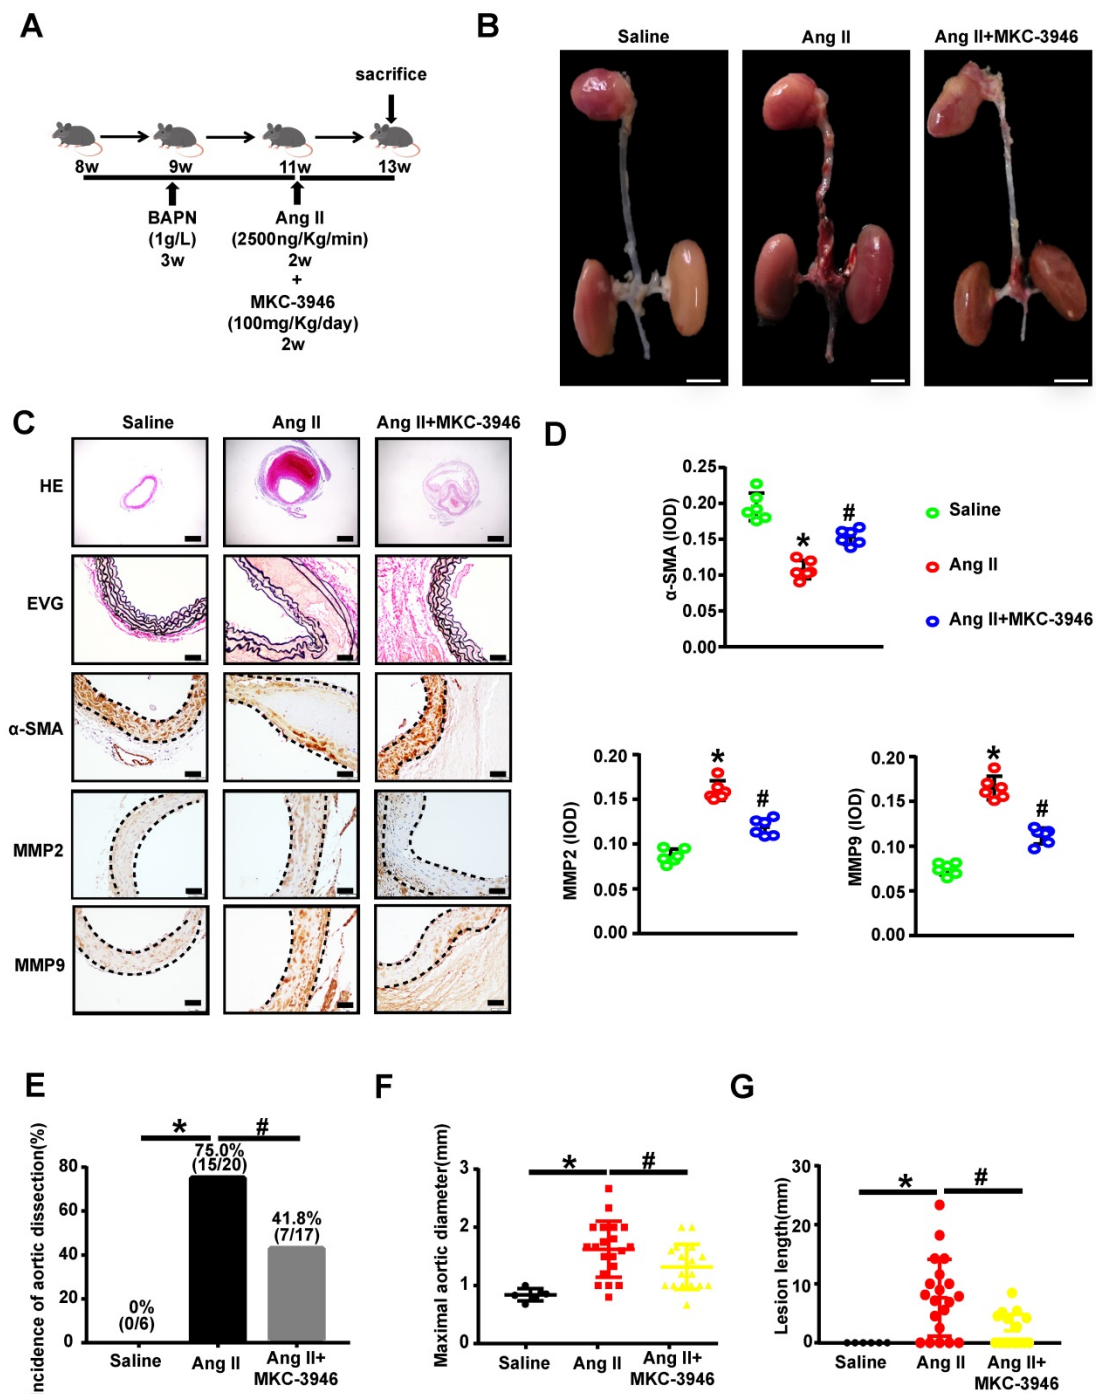 A
sacrifice
8w
9w
11w
13w
BAPN
(1g/L)
3w
Ang II
(2500ng/Kg/min)
2w
+
MKC-3946
(100mg/Kg/day)
2w
B
Saline
Ang II
Ang II+MKC-3946
C
Saline
Ang II
Ang II+MKC-3946
HE
EVG
α-SMA
MMP2
MMP9
D
α-SMA (IOD)
0.25
0.20
0.15
0.10
0.05
0.00
*
#
Saline
Ang II
Ang II+MKC-3946
MMP2 (IOD)
0.20
0.15
0.10
0.05
0.00
*
#
MMP9 (IOD)
0.20
0.15
0.10
0.05
0.00
*
#
E
ncidence of aortic dissection(%)
80
60
40
20
0
*
#
0%
(0/6)
75.0%
(15/20)
41.8%
(7/17)
Saline
Ang II
Ang II+
MKC-3946
F
Maximal aortic diameter(mm)
3
2
1
0
*
#
Saline
Ang II
Ang II+
MKC-3946
G
Lesion length(mm)
30
20
10
0
*
#
Saline
Ang II
Ang II+
MKC-3946